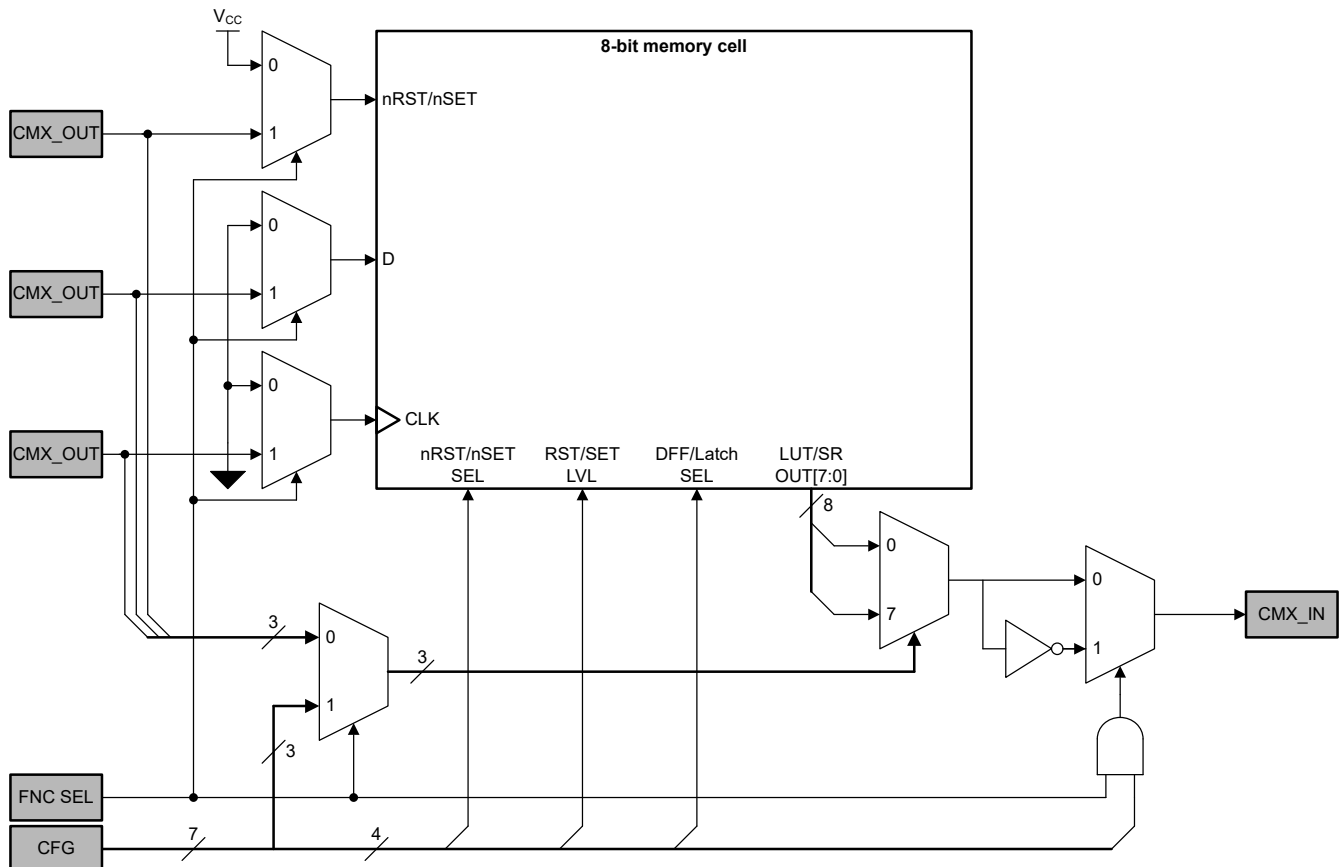 VCC
8-bit memory cell
0
nRST/nSET
CMX_OUT
1
0
D
CMX_OUT
1
0
CLK
CMX_OUT
1
nRST/nSET
SEL
RST/SET
LVL
DFF/Latch
SEL
LUT/SR
OUT[7:0]
8
0
7
0
1
CMX_IN
3
0
3
1
3
FNC SEL
CFG
7
4